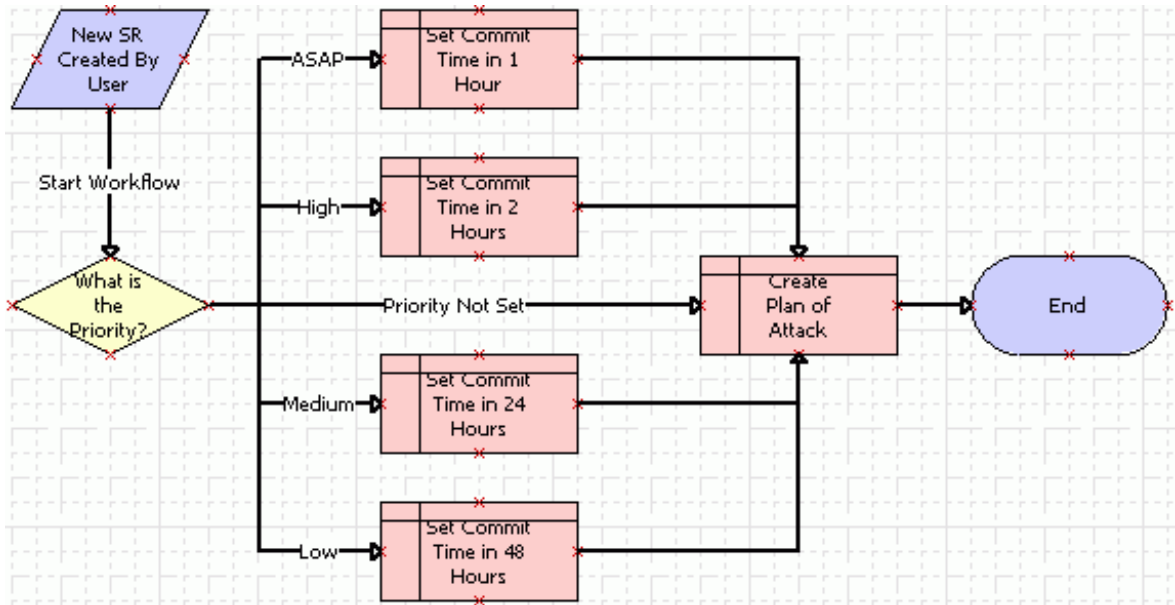 New SR
Created By
User
Start Workflow
What is
the
Priority?
ASAP
Set Commit
Time in 1
Hour
High
Set Commit
Time in 2
Hours
Priority Not Set
Create
Plan of
Attack
End
Medium
Set Commit
Time in 24
Hours
Low
Set Commit
Time in 48
Hours